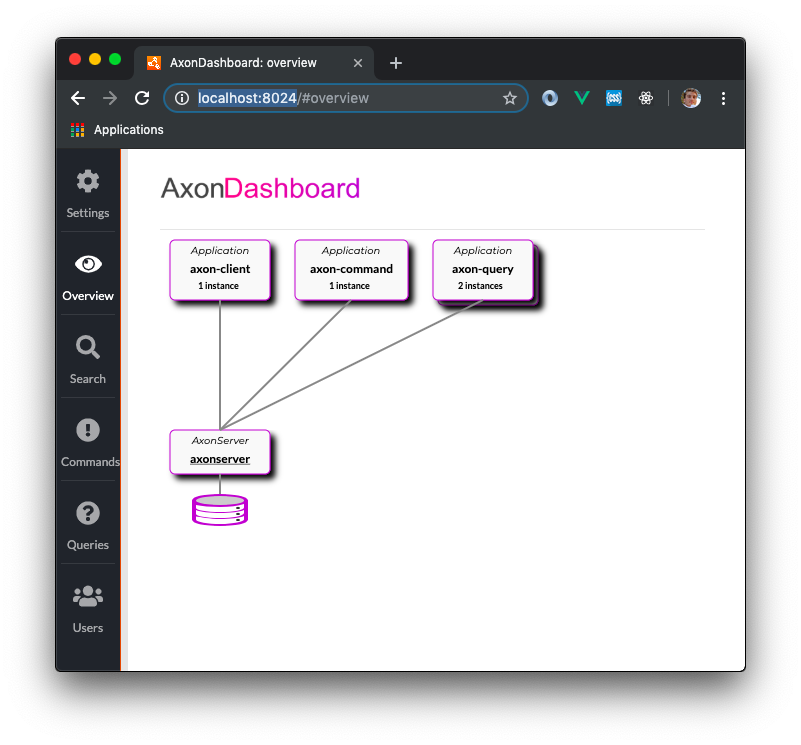 AxonDashboard: overview
localhost:8024/#overview
Applications
Settings
Overview
Search
Commands
Queries
Users
AxonDashboard
Application
axon-client
1 instance
Application
axon-command
1 instance
Application
axon-query
2 instances
AxonServer
axonserver